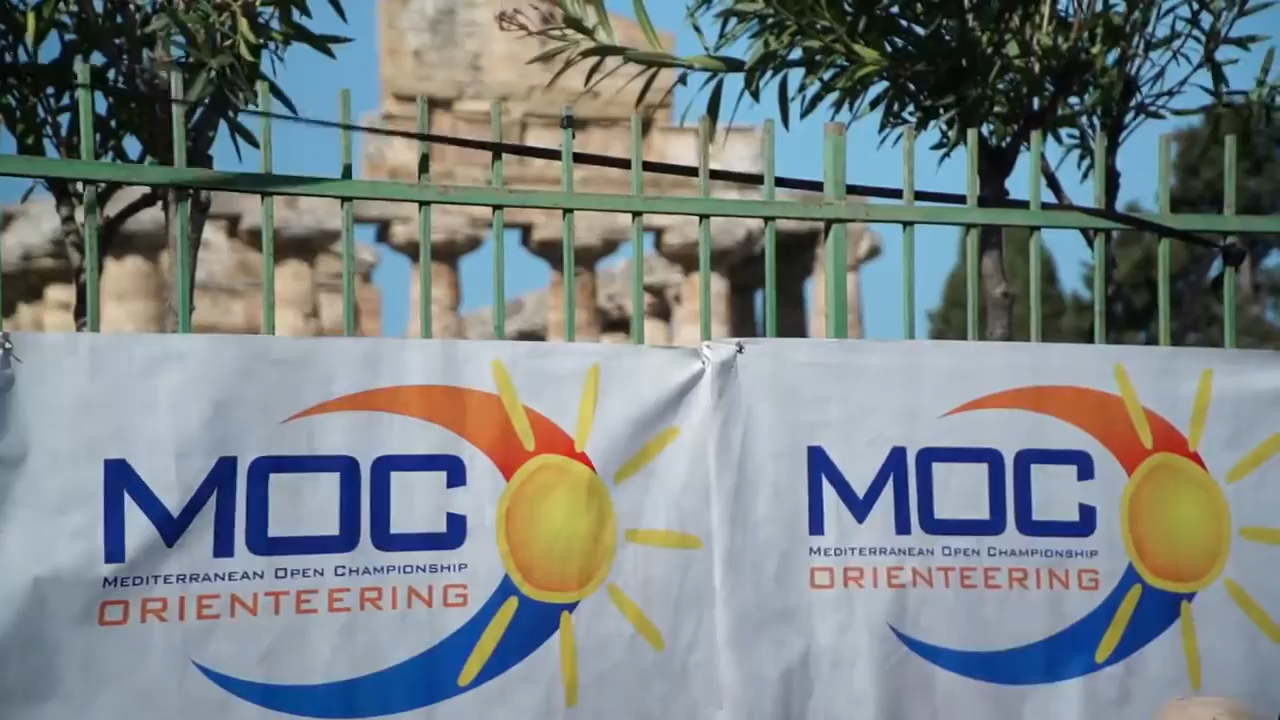 MOC
MEDITERRANEAN OPEN CHAMPIONSHIP
ORIENTEERING
MOC
MEDITERRANEAN OPEN CHAMPIONSHIP
ORIENTEERING